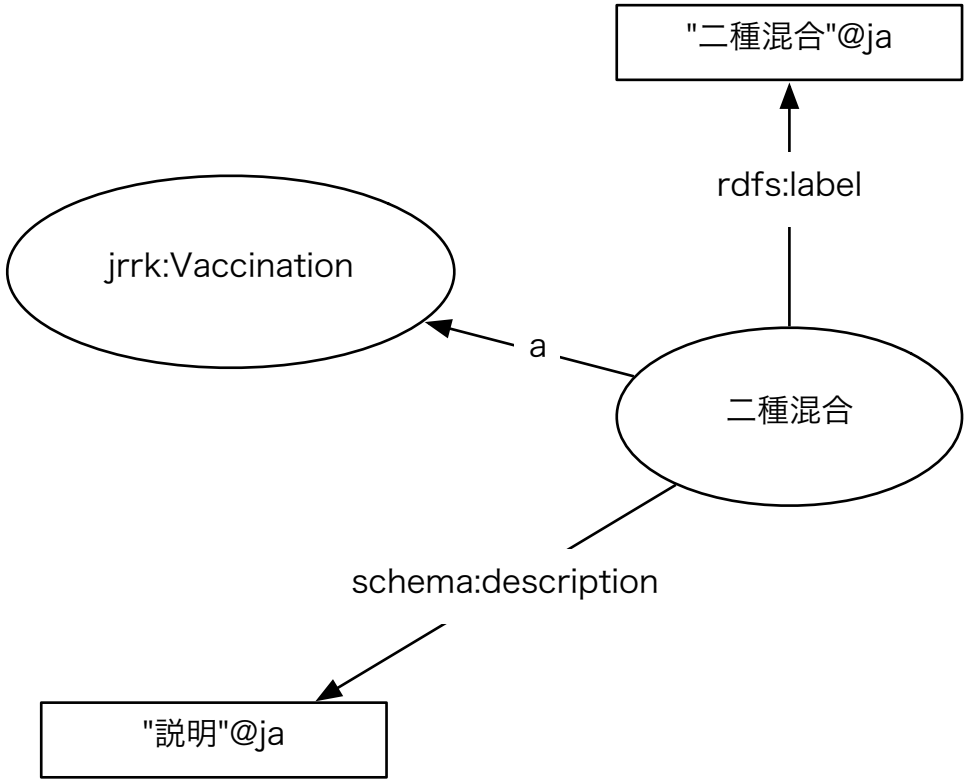 "二種混合"@ja
rdfs:label
jrrk:Vaccination
a
二種混合
schema:description
"説明"@ja